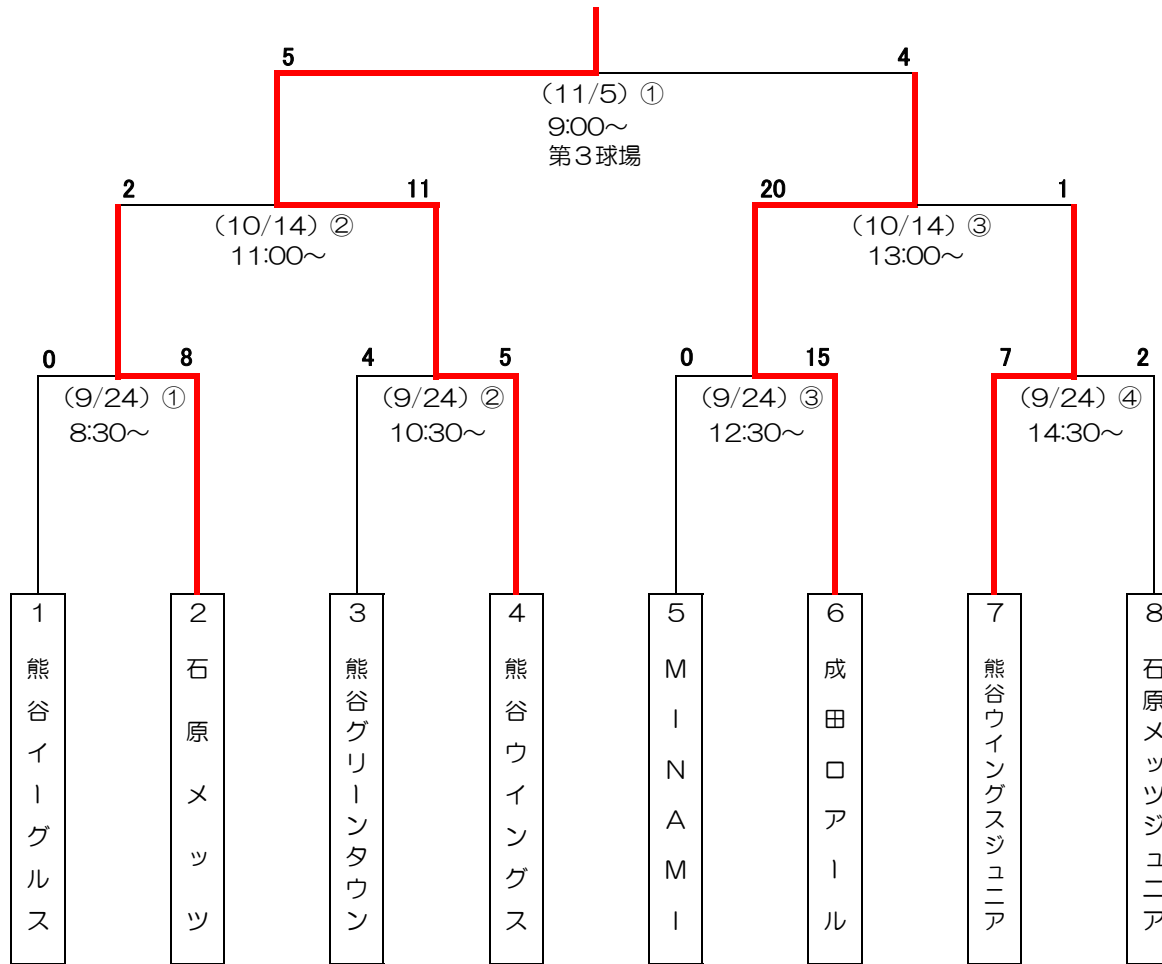 5 4
（11/5）①
9:00～
第３球場
2 11 20 1
（10/14）② （10/14）③
11:00～ 13:00～
0 8 4 5 0 15 7 2
（9/24）① （9/24）② （9/24）③ （9/24）④
8:30～ 10:30～ 12:30～ 14:30～
1 熊谷イーグルス
2 石原メッツ
3 熊谷グリーンタウン
4 熊谷ウイングス
5 ＭＩＮＡＭＩ
6 成田ロアール
7 熊谷ウイングスジュニア
8 石原メッツジュニア